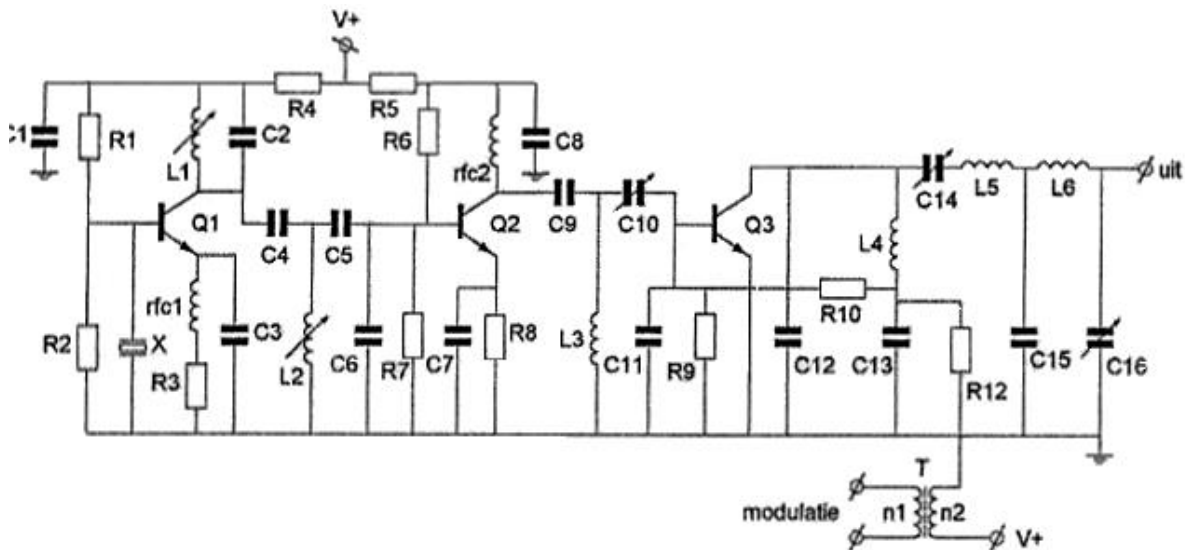 V+
R4
R5
C1
R1
L1
C2
R6
rfc2
C8
Q1
C4
C5
Q2
C9
C10
Q3
C14
L5
L6
uit
L4
rfc1
R2
X
R3
C3
L2
C6
R7
C7
R8
L3
C11
R9
R10
C12
C13
R12
C15
C16
T
modulatie
n1
n2
V+